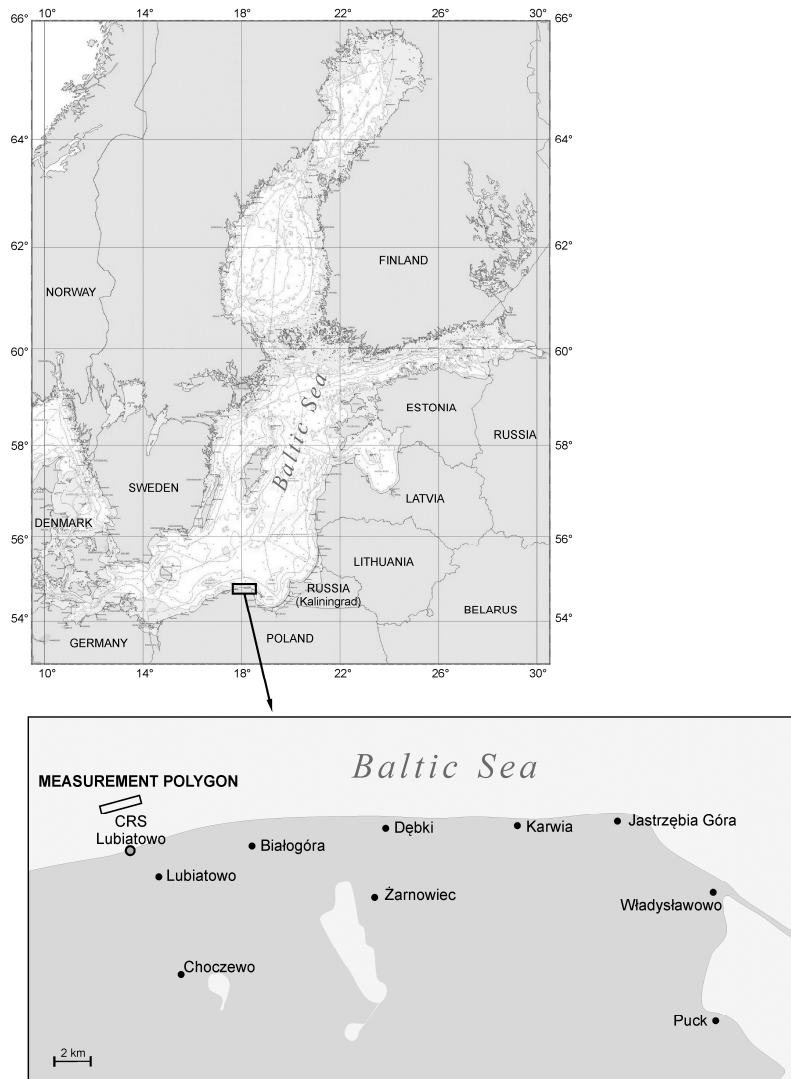 10° 14° 18° 22° 26° 30°
66° 66°
64° 64°
62° 62°
FINLAND
NORWAY
60° 60°
Baltic Sea
ESTONIA
RUSSIA
58° 58°
SWEDEN
LATVIA
DENMARK
56° 56°
LITHUANIA
RUSSIA
(Kaliningrad)
BELARUS
54° 54°
GERMANY
POLAND
10° 14° 18° 22° 26° 30°
Baltic Sea
MEASUREMENT POLYGON
CRS
Lubiatowo
Jastrzębia Góra
Dębki
Karwia
Białogóra
Lubiatowo
Żarnowiec
Władysławowo
Choczewo
Puck
2 km